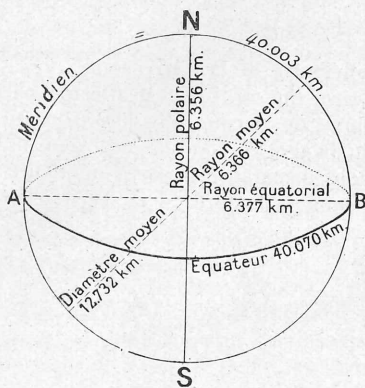 N
Méridien = 40.003 km.
Rayon polaire
6.356 km.
Rayon moyen
6.366 km.
A
Rayon équatorial
6.377 km.
B
Équateur 40.070 km.
Diamètre moyen
12.732 km.
S